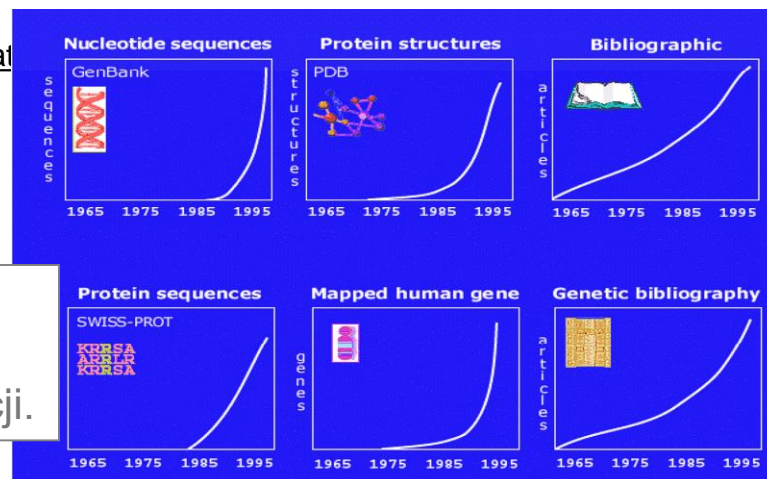 at
Nucleotide sequences
GenBank
sequences
1965 1975 1985 1995
Protein structures
PDB
structures
1965 1975 1985 1995
Bibliographic
articles
1965 1975 1985 1995
cji.
Protein sequences
SWISS-PROT
KRRSA
ARRLR
KRRSA
1965 1975 1985 1995
Mapped human gene
genes
1965 1975 1985 1995
Genetic bibliography
articles
1965 1975 1985 1995